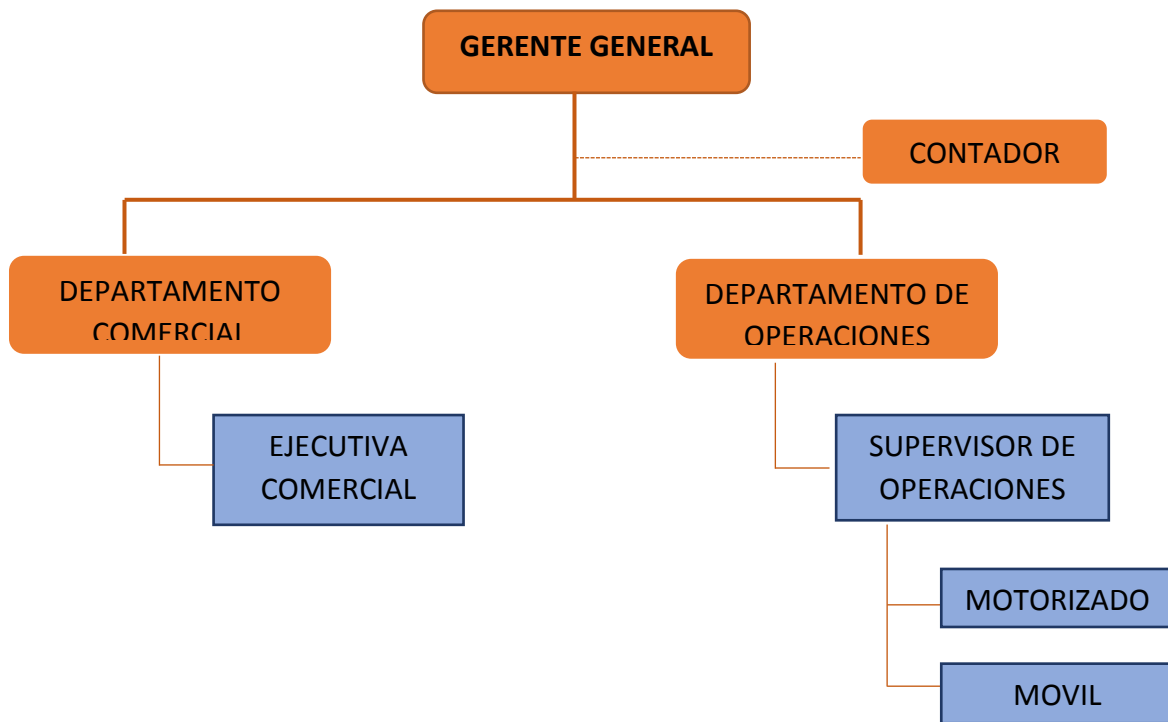 GERENTE GENERAL
CONTADOR
DEPARTAMENTO
COMERCIAL
DEPARTAMENTO DE
OPERACIONES
EJECUTIVA
COMERCIAL
SUPERVISOR DE
OPERACIONES
MOTORIZADO
MOVIL